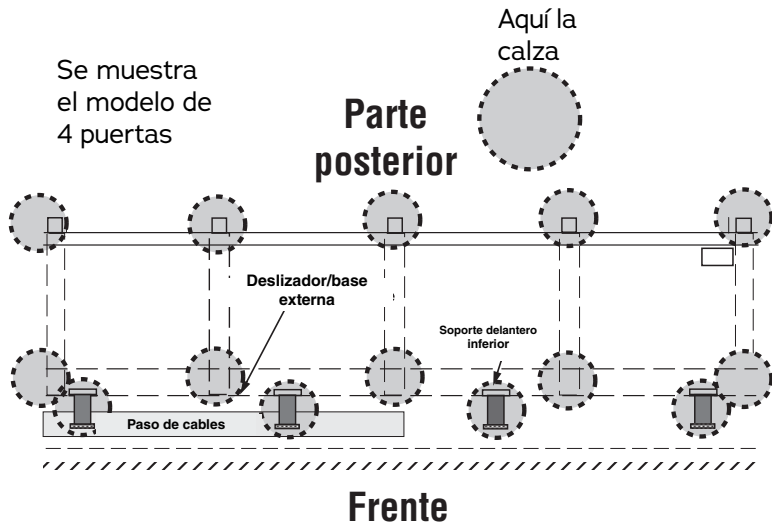 Aquí la
calza
Se muestra
el modelo de
4 puertas
Parte
posterior
Deslizador/base
externa
Soporte delantero
inferior
Paso de cables
Frente